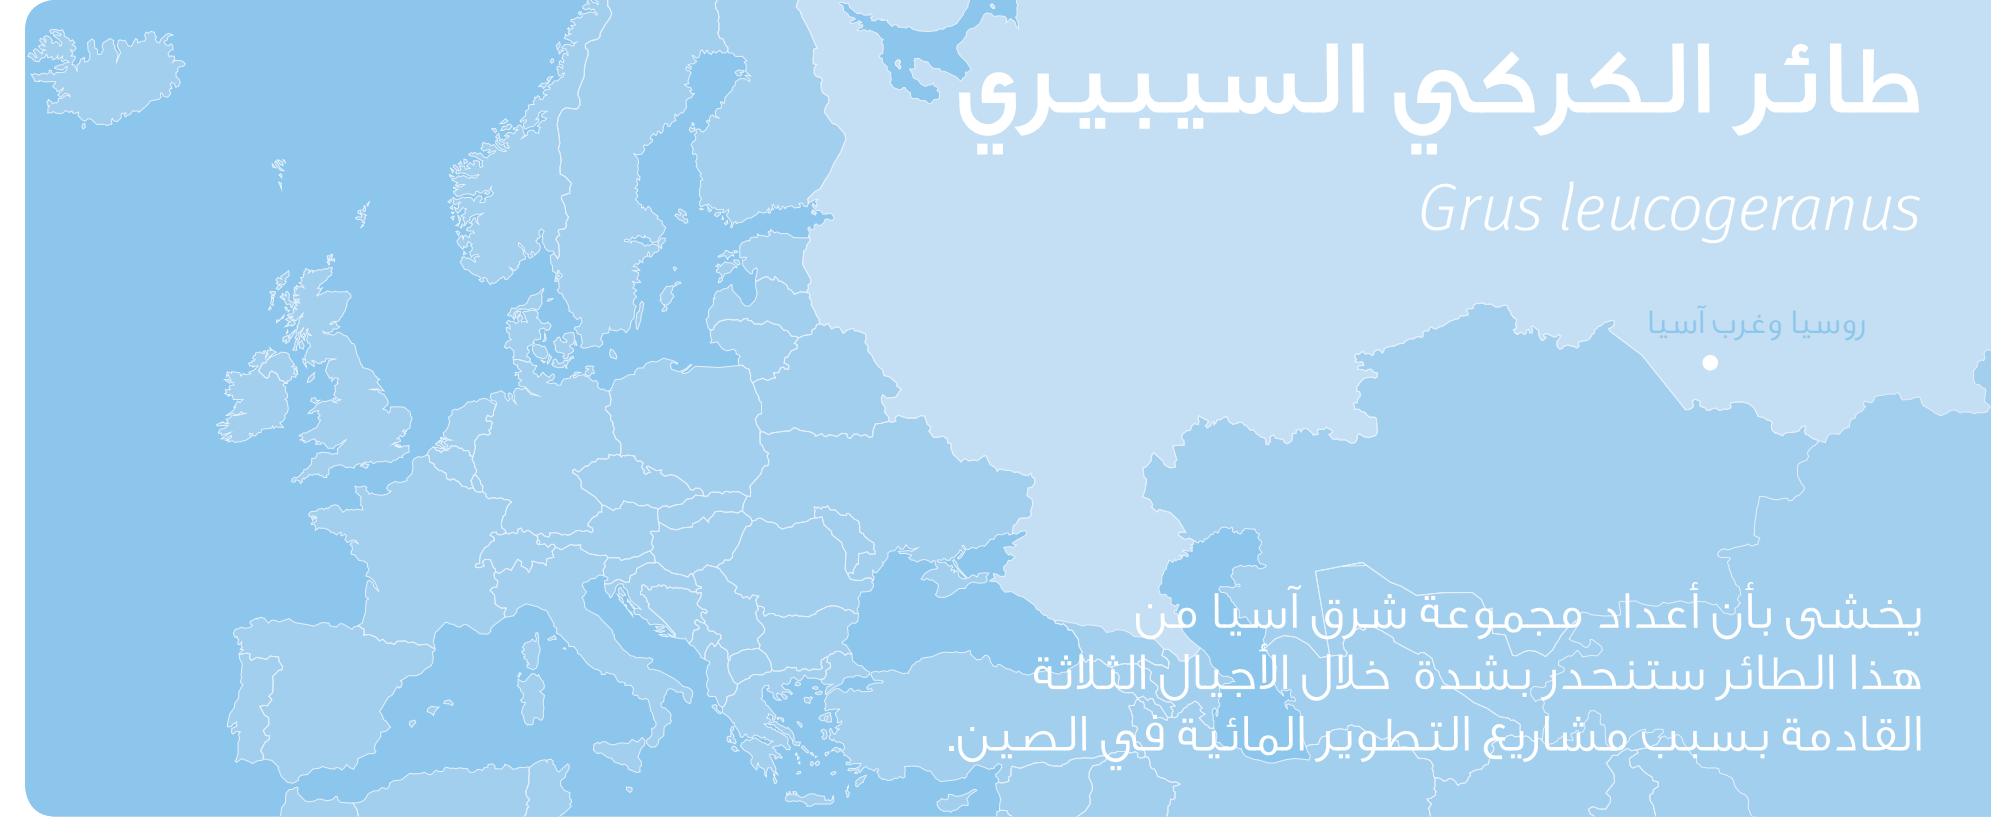 طائر الكركي السيبيري
Grus leucogeranus
روسيا وغرب آسيا
يخشى بأن أعداد مجموعة شرق آسيا من
هذا الطائر ستنحدر بشدة خلال الأجيال الثلاثة
القادمة بسبب مشاريع التطوير المائية في الصين.